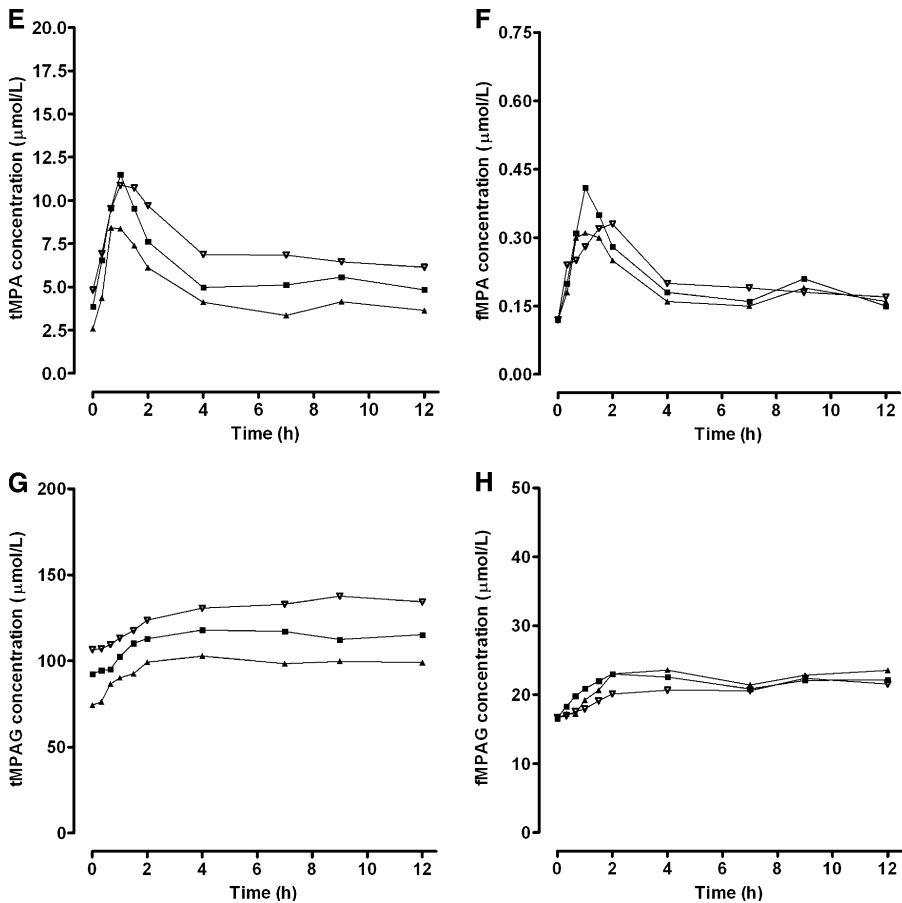 E
tMPA concentration (μmol/L)
20.0
17.5
15.0
12.5
10.0
7.5
5.0
2.5
0.0
0 2 4 6 8 10 12
Time (h)
F
fMPA concentration ( μmol/L)
0.75
0.60
0.45
0.30
0.15
0.00
0 2 4 6 8 10 12
Time (h)
G
tMPAG concentration ( μmol/L)
200
150
100
50
0
0 2 4 6 8 10 12
Time (h)
H
fMPAG concentration ( μmol/L)
50
40
30
20
10
0
0 2 4 6 8 10 12
Time (h)